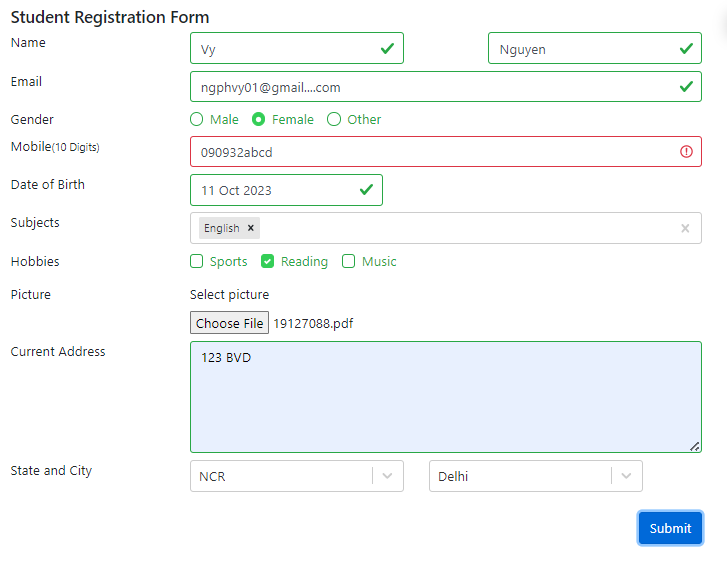 Student Registration Form
Name Vy Nguyen
Email ngphvy01@gmail....com
Gender Male Female Other
Mobile(10 Digits) 090932abcd
Date of Birth 11 Oct 2023
Subjects English ×
Hobbies Sports Reading Music
Picture Select picture
Choose File 19127088.pdf
Current Address 123 BVD
State and City NCR Delhi
Submit